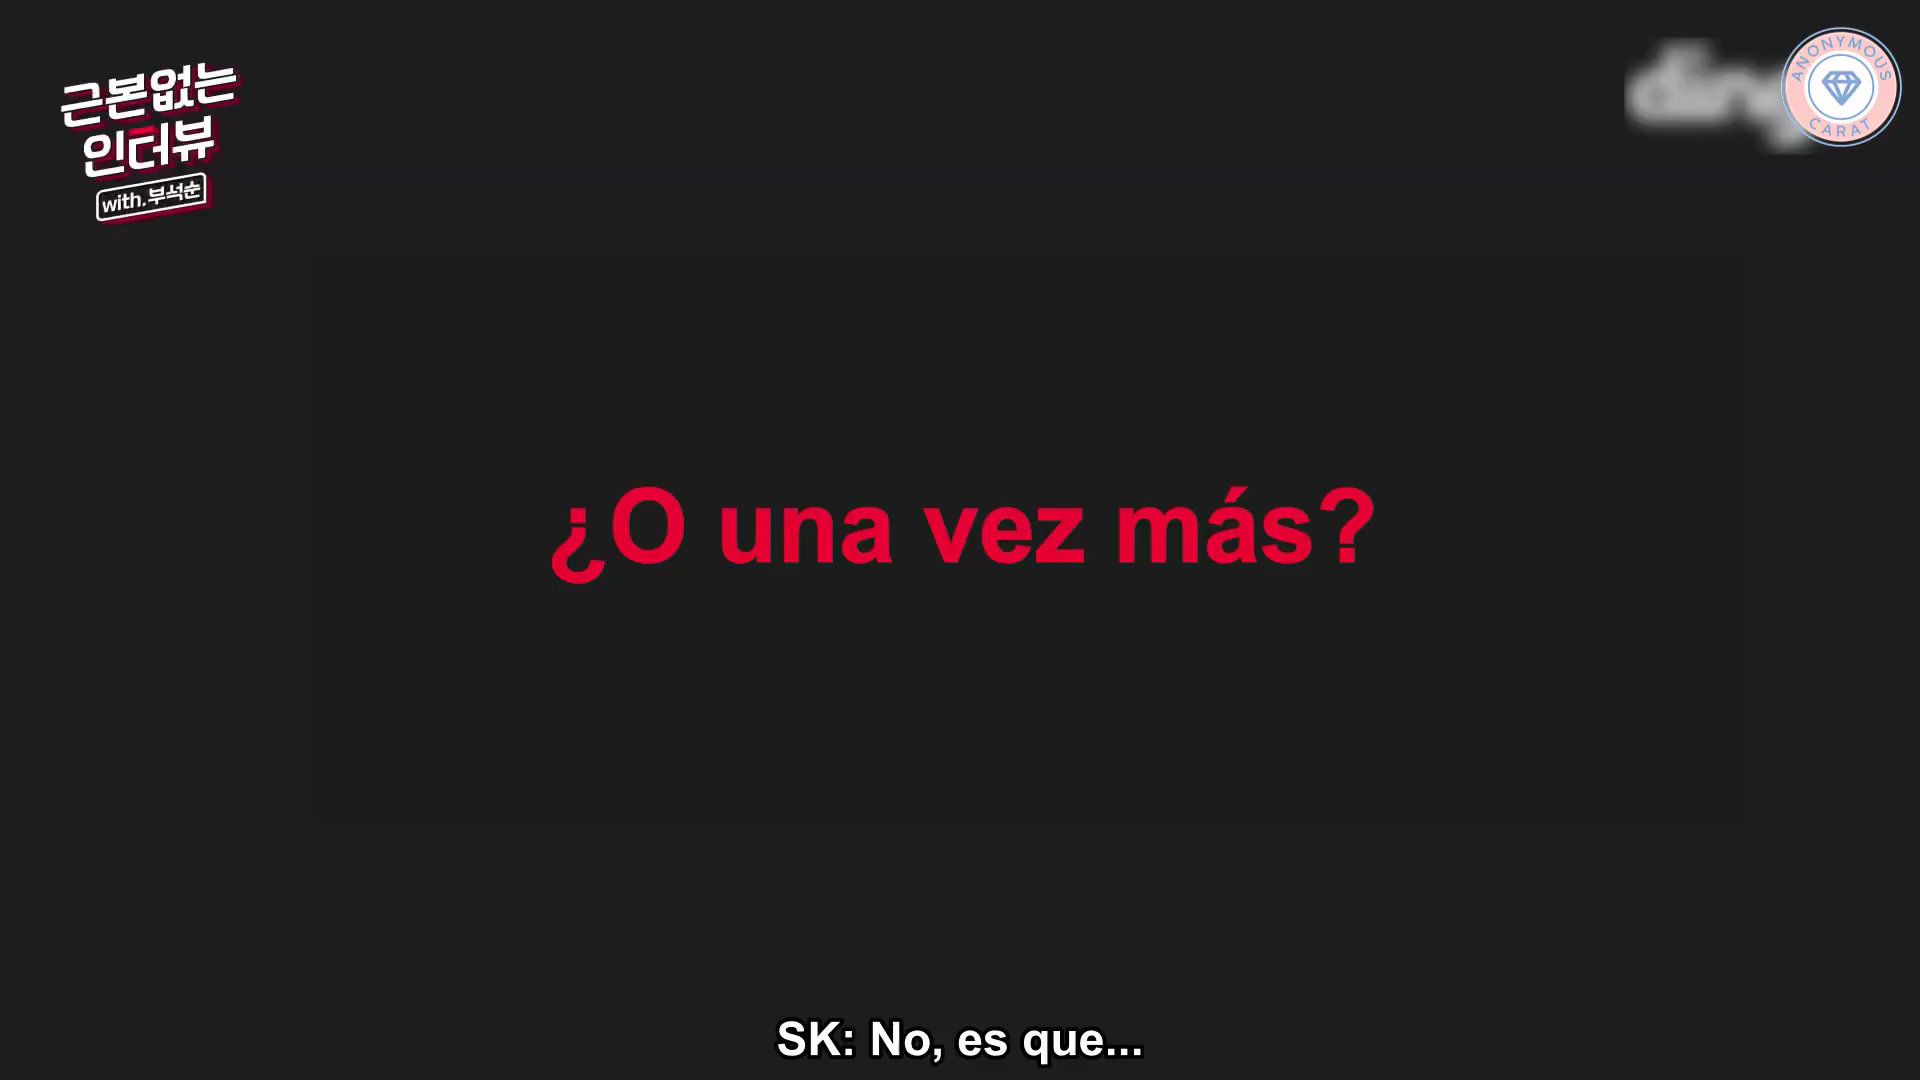 근본없는
인터뷰
with.부석순
ANONYMOUS
CARAT
¿O una vez más?
SK: No, es que...